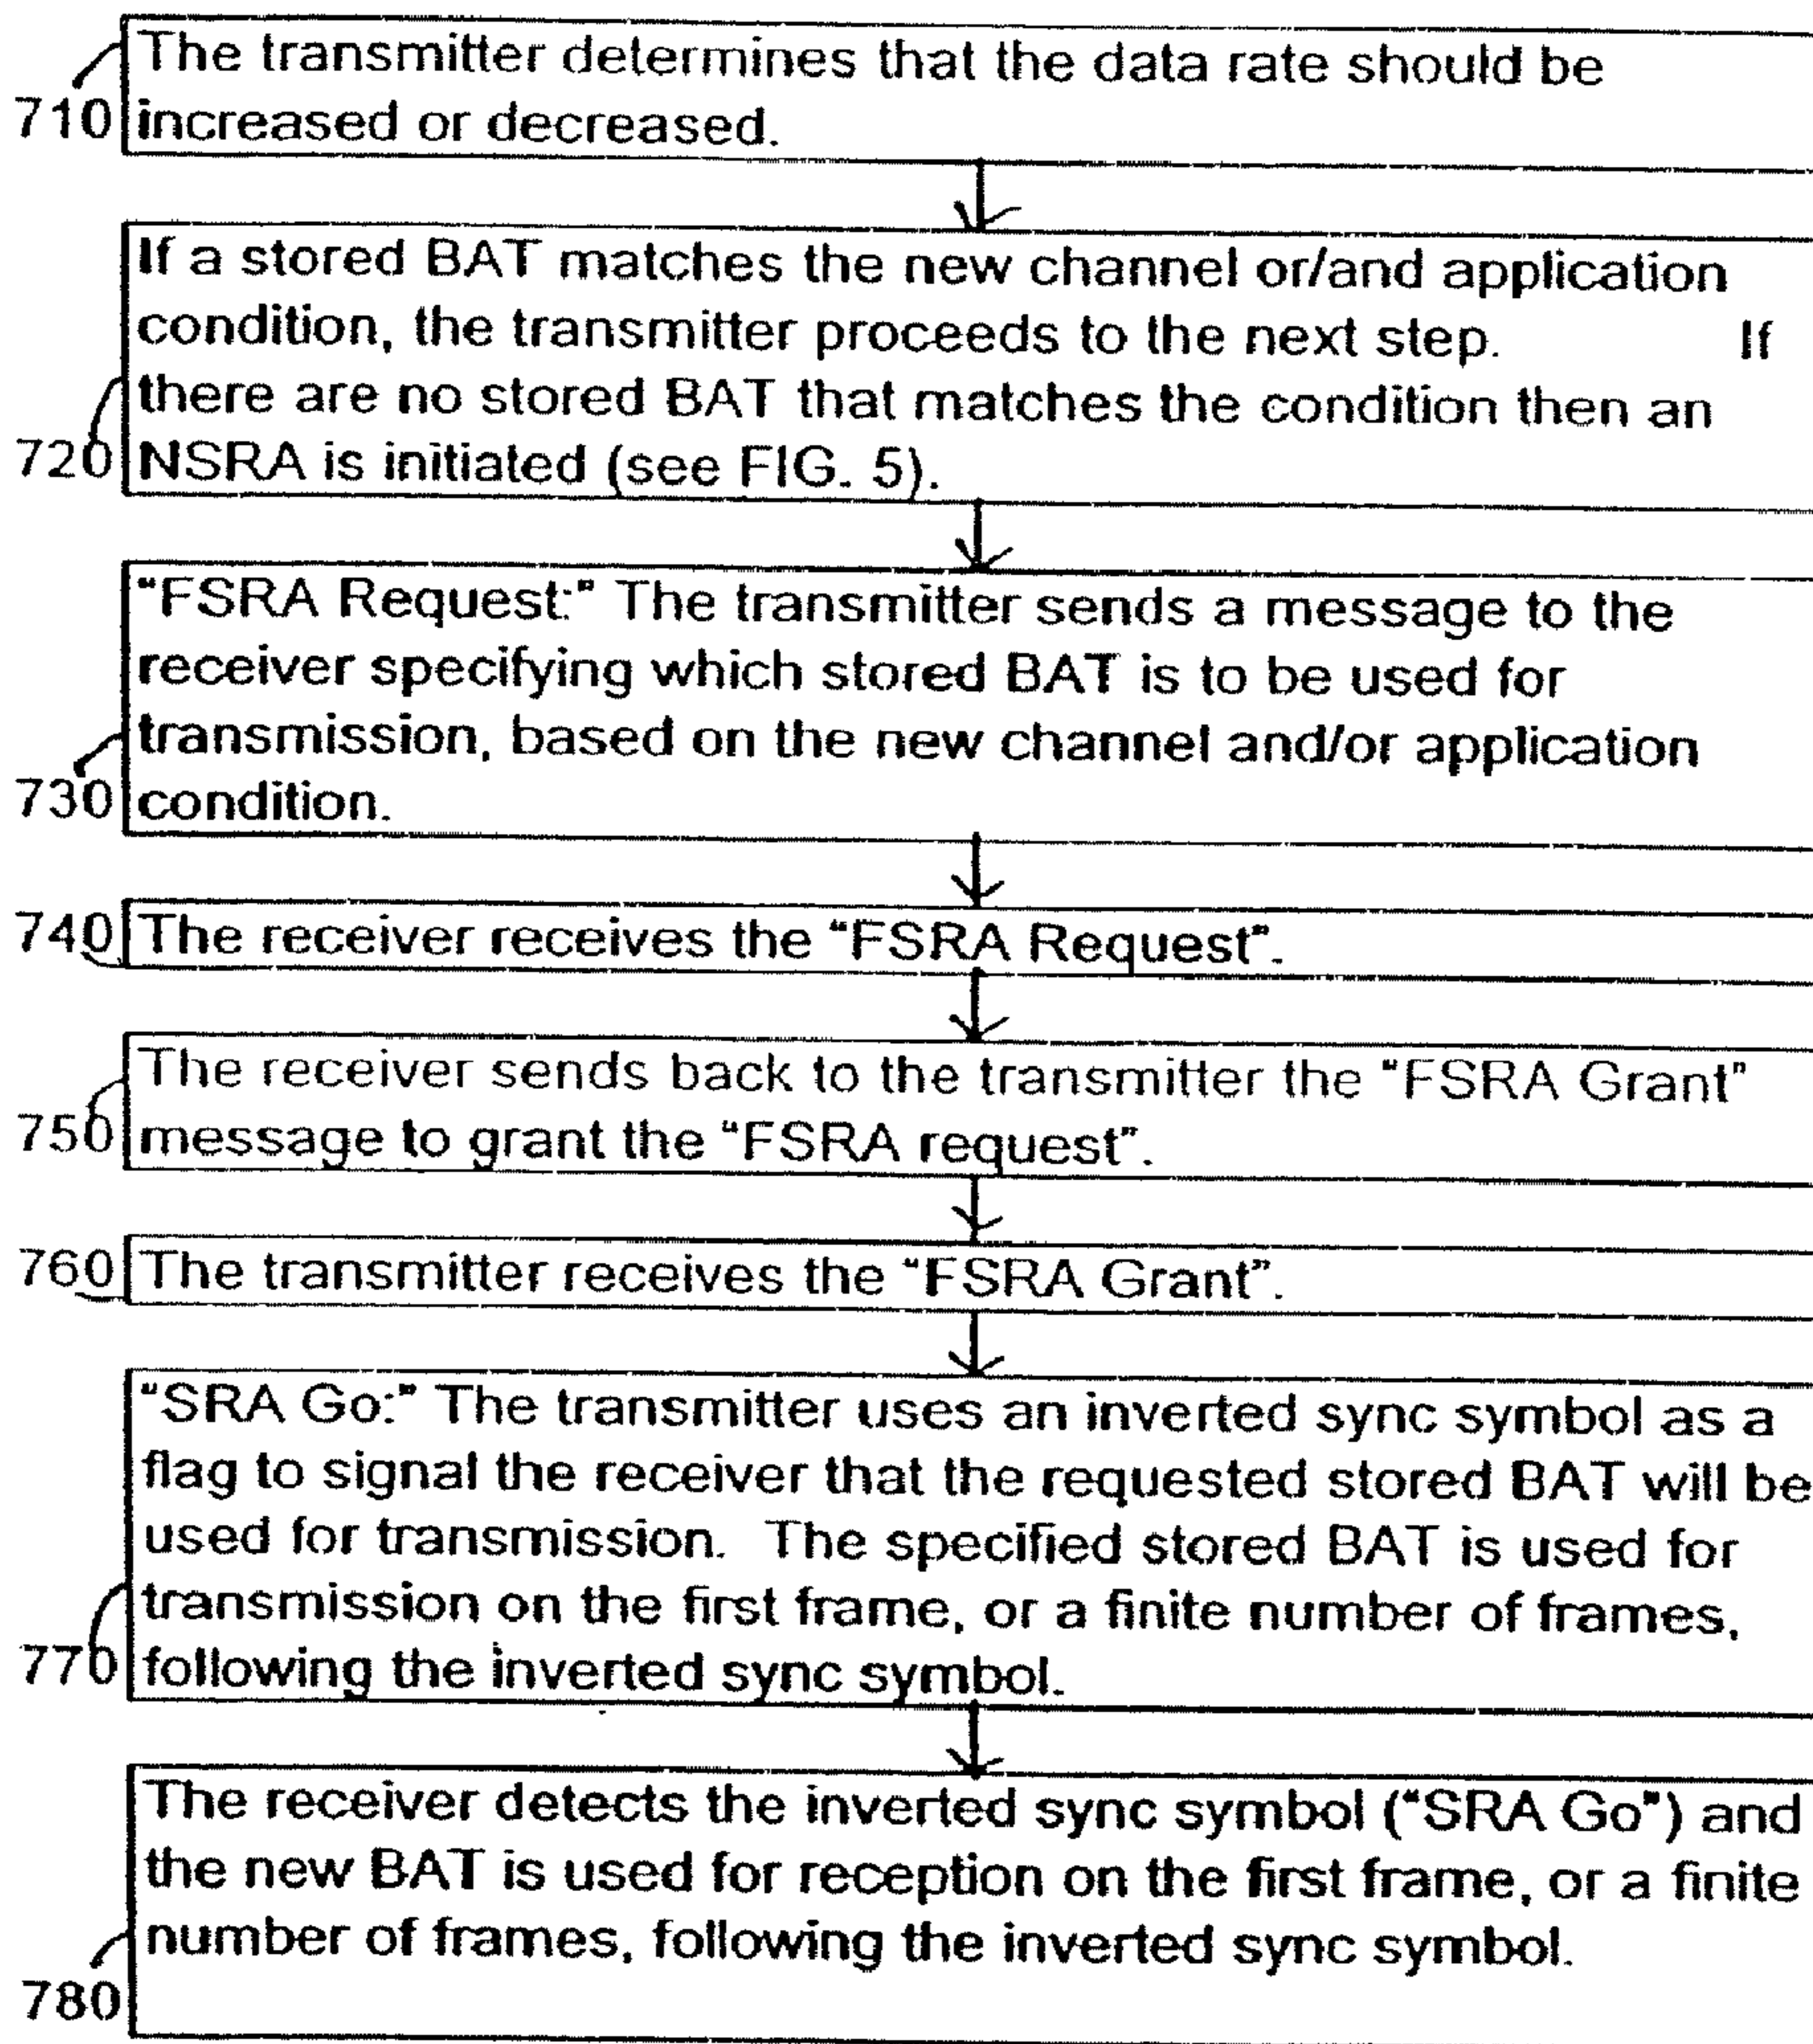 The transmitter determines that the data rate should be
710 increased or decreased.
If a stored BAT matches the new channel or/and application
condition, the transmitter proceeds to the next step. If
there are no stored BAT that matches the condition then an
720 NSRA is initiated (see FIG. 5).
"FSRA Request:" The transmitter sends a message to the
receiver specifying which stored BAT is to be used for
transmission, based on the new channel and/or application
730 condition.
740 The receiver receives the "FSRA Request".
The receiver sends back to the transmitter the "FSRA Grant"
750 message to grant the "FSRA request".
760 The transmitter receives the "FSRA Grant".
"SRA Go:" The transmitter uses an inverted sync symbol as a
flag to signal the receiver that the requested stored BAT will be
used for transmission. The specified stored BAT is used for
transmission on the first frame, or a finite number of frames,
770 following the inverted sync symbol.
The receiver detects the inverted sync symbol ("SRA Go") and
the new BAT is used for reception on the first frame, or a finite
number of frames, following the inverted sync symbol.
780